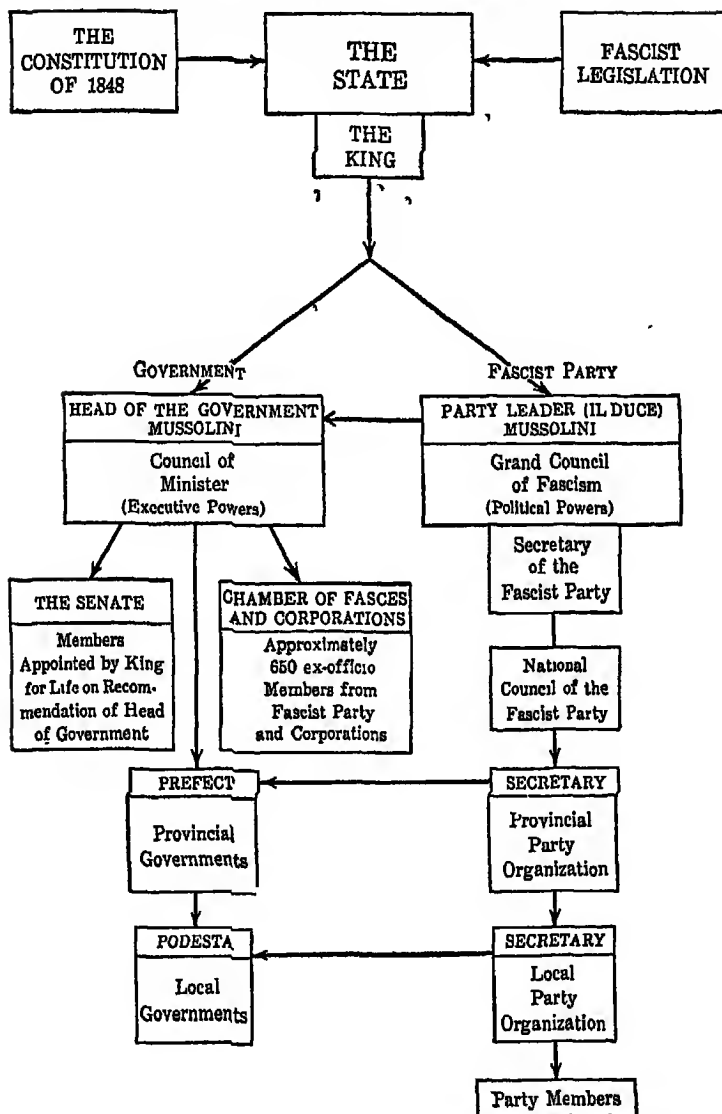 THE
CONSTITUTION
OF 1848
THE
STATE
FASCIST
LEGISLATION
THE
KING
GOVERNMENT
FASCIST PARTY
HEAD OF THE GOVERNMENT
MUSSOLINI
Council of
Minister
(Executive Powers)
PARTY LEADER (IL DUCE)
MUSSOLINI
Grand Council
of Fascism
(Political Powers)
Secretary
of the
Fascist Party
THE SENATE
Members
Appointed by King
for Life on Recom-
mendation of Head
of Government
CHAMBER OF FASCES
AND CORPORATIONS
Approximately
650 ex-officio
Members from
Fascist Party
and Corporations
National
Council of the
Fascist Party
PREFECT
Provincial
Governments
SECRETARY
Provincial
Party
Organization
PODESTA
Local
Governments
SECRETARY
Local
Party
Organization
Party Members